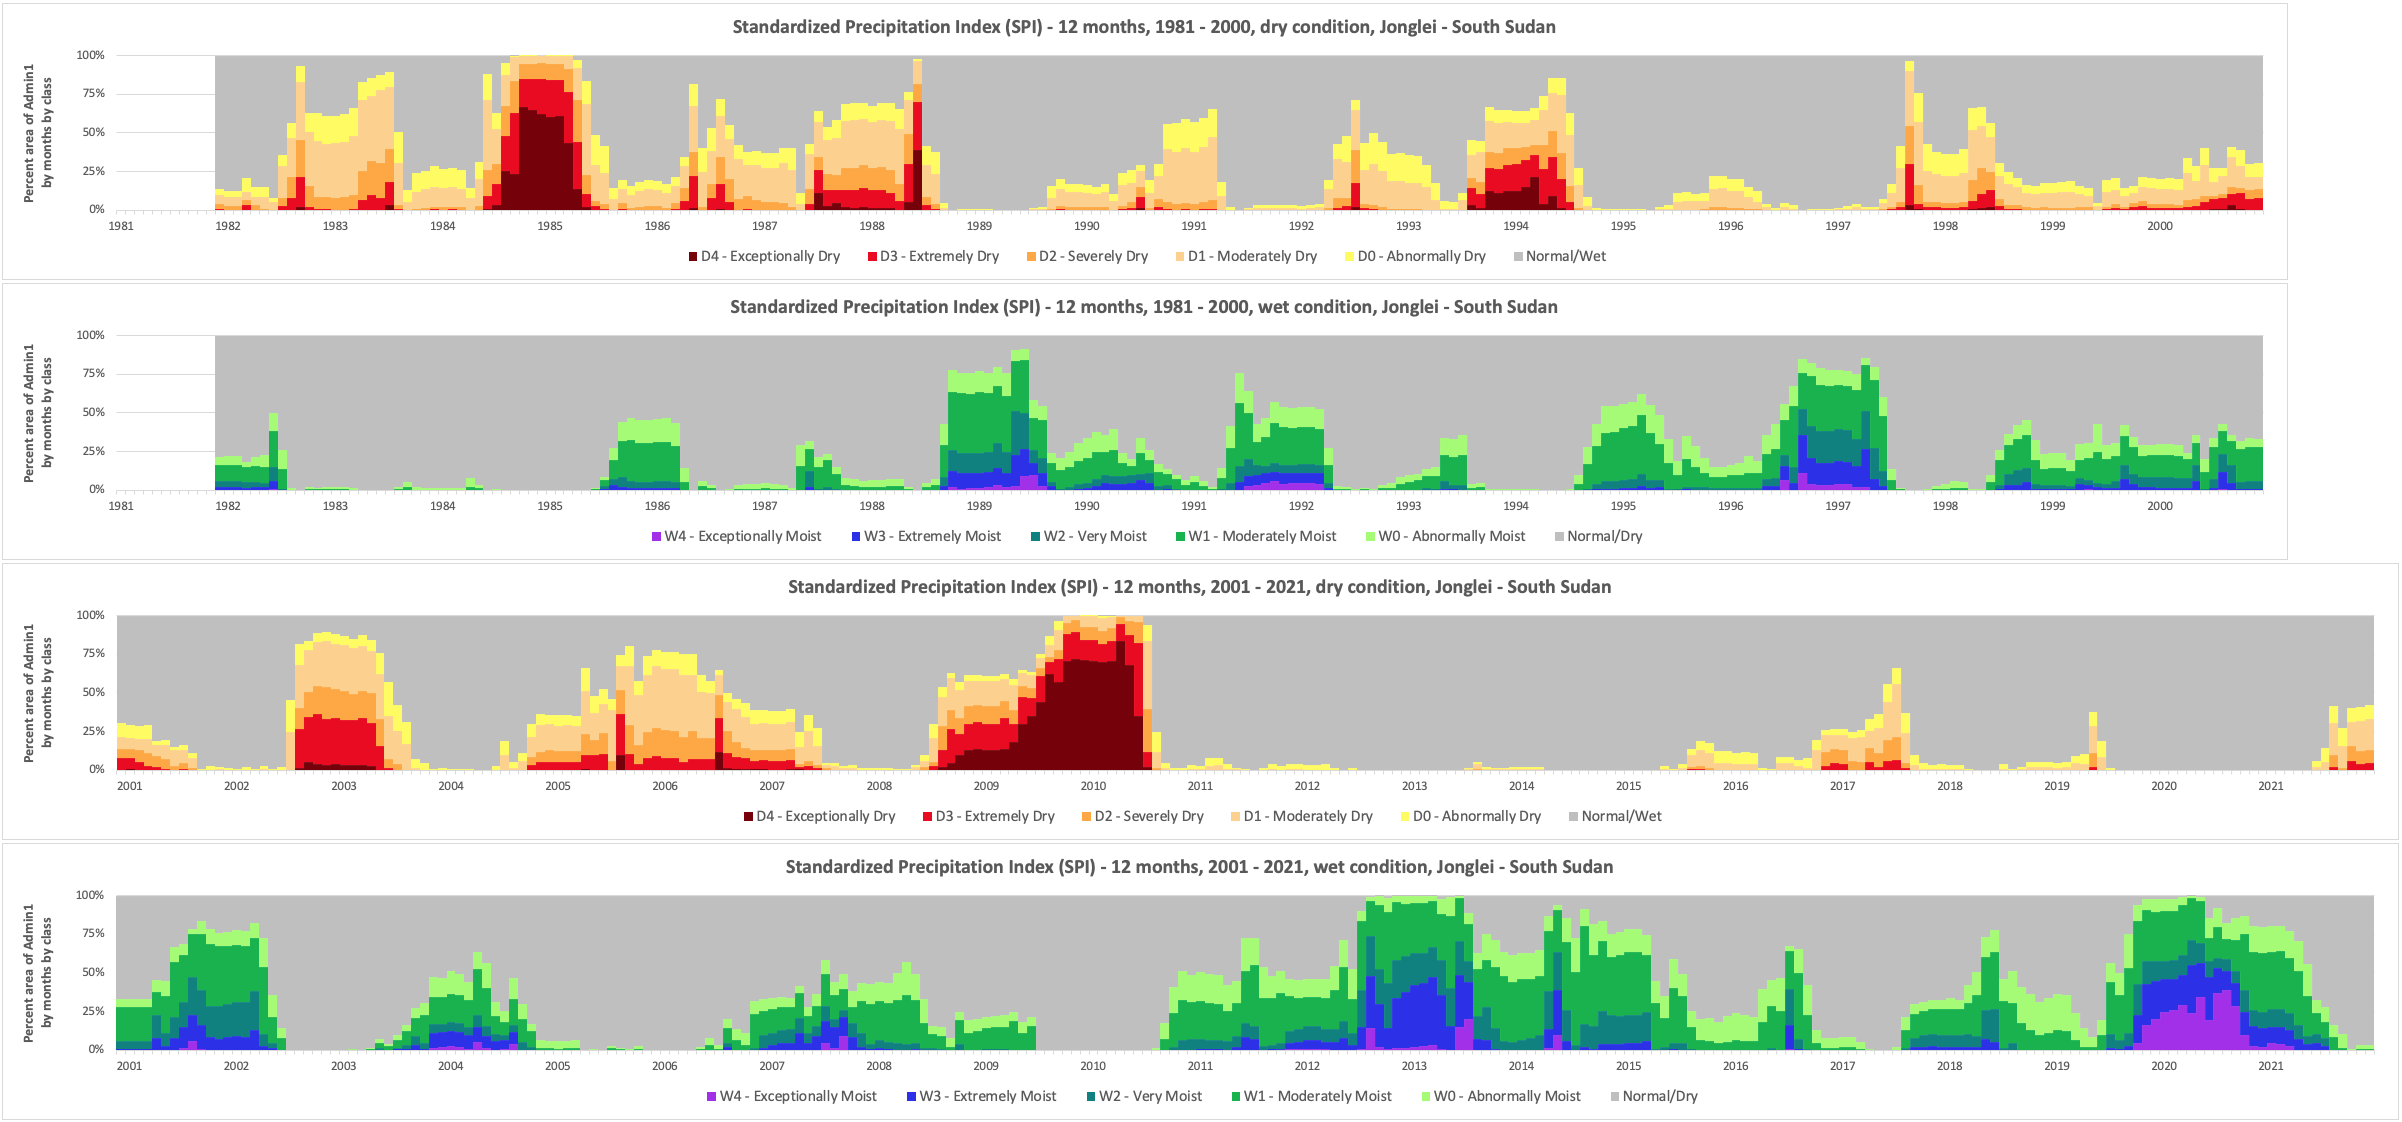 Standardized Precipitation Index (SPI) - 12 months, 1981 - 2000, dry condition, Jonglei - South Sudan
Percent area of Admin1
by months by class
100%
75%
50%
25%
0%
1981 1982 1983 1984 1985 1986 1987 1988 1989 1990 1991 1992 1993 1994 1995 1996 1997 1998 1999 2000
D4 - Exceptionally Dry D3 - Extremely Dry D2 - Severely Dry D1 - Moderately Dry D0 - Abnormally Dry Normal/Wet
Standardized Precipitation Index (SPI) - 12 months, 1981 - 2000, wet condition, Jonglei - South Sudan
Percent area of Admin1
by months by class
100%
75%
50%
25%
0%
1981 1982 1983 1984 1985 1986 1987 1988 1989 1990 1991 1992 1993 1994 1995 1996 1997 1998 1999 2000
W4 - Exceptionally Moist W3 - Extremely Moist W2 - Very Moist W1 - Moderately Moist W0 - Abnormally Moist Normal/Dry
Standardized Precipitation Index (SPI) - 12 months, 2001 - 2021, dry condition, Jonglei - South Sudan
Percent area of Admin1
by months by class
100%
75%
50%
25%
0%
2001 2002 2003 2004 2005 2006 2007 2008 2009 2010 2011 2012 2013 2014 2015 2016 2017 2018 2019 2020 2021
D4 - Exceptionally Dry D3 - Extremely Dry D2 - Severely Dry D1 - Moderately Dry D0 - Abnormally Dry Normal/Wet
Standardized Precipitation Index (SPI) - 12 months, 2001 - 2021, wet condition, Jonglei - South Sudan
Percent area of Admin1
by months by class
100%
75%
50%
25%
0%
2001 2002 2003 2004 2005 2006 2007 2008 2009 2010 2011 2012 2013 2014 2015 2016 2017 2018 2019 2020 2021
W4 - Exceptionally Moist W3 - Extremely Moist W2 - Very Moist W1 - Moderately Moist W0 - Abnormally Moist Normal/Dry